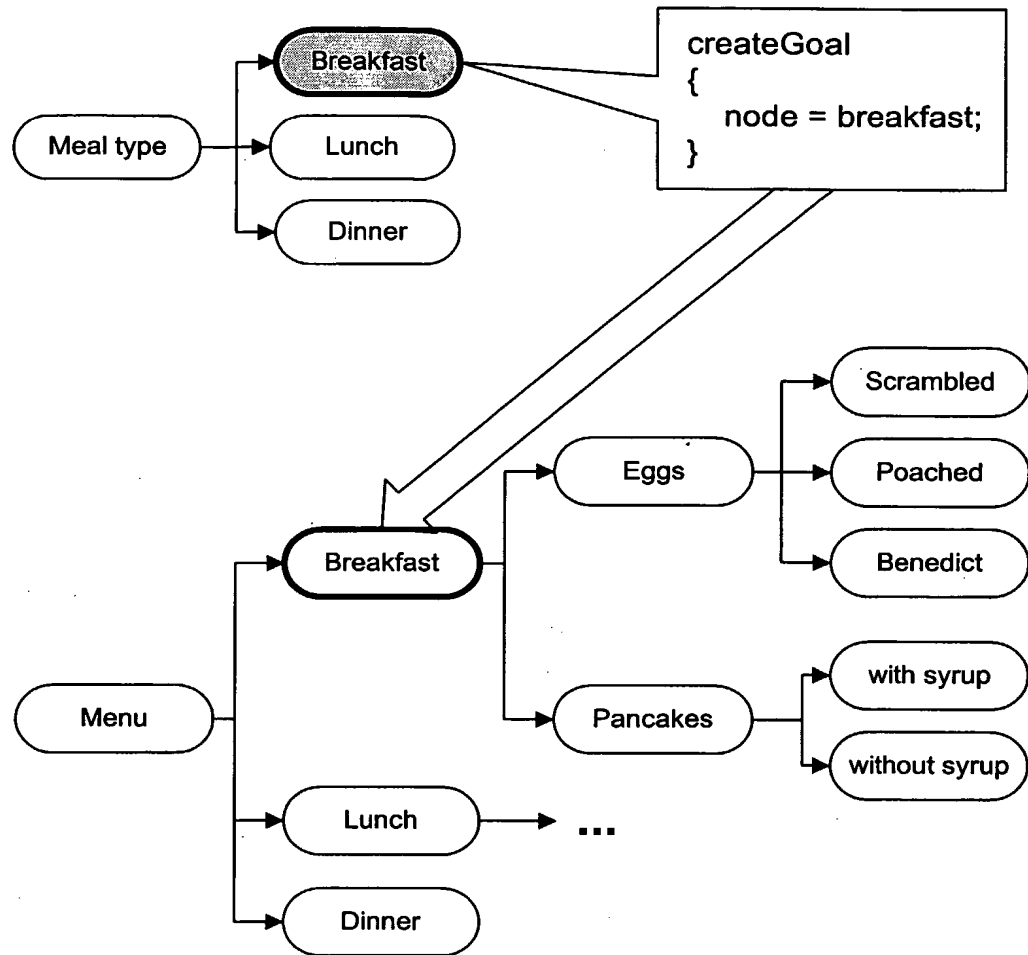 Breakfast
createGoal
{
node = breakfast;
}
Meal type
Lunch
Dinner
Scrambled
Eggs
Poached
Breakfast
Benedict
with syrup
Menu
Pancakes
without syrup
Lunch
...
Dinner